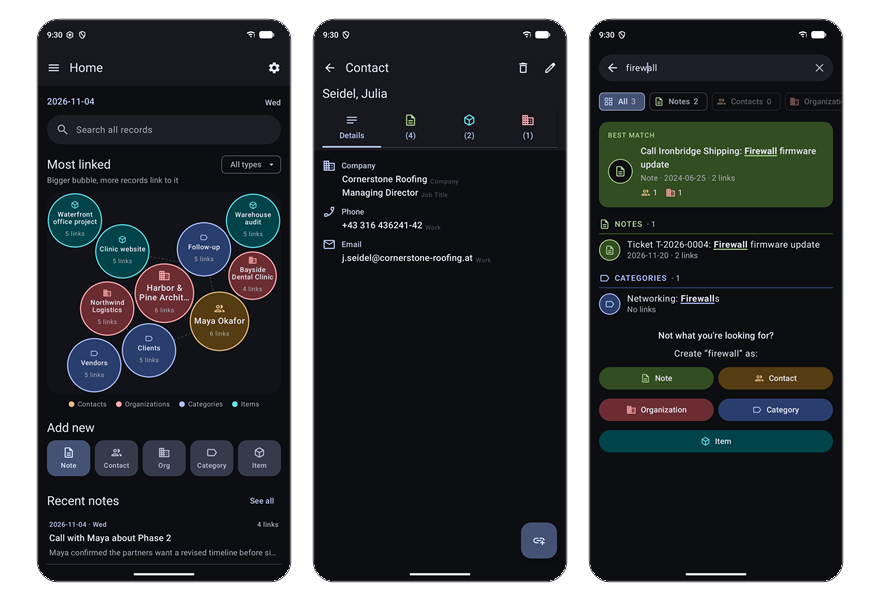 9:30
Home
2026-11-04
Wed
Search all records
Most linked
All types
Bigger bubble, more records link to it
Waterfront
office project
5 links
Warehouse
audit
5 links
Clinic website
5 links
Follow-up
5 links
Bayside
Dental Clinic
4 links
Harbor &
Pine Archit...
6 links
Northwind
Logistics
5 links
Maya Okafor
6 links
Clients
5 links
Vendors
5 links
Contacts
Organizations
Categories
Items
Add new
Note
Contact
Org
Category
Item
Recent notes
See all
2026-11-04 · Wed
4 links
Call with Maya about Phase 2
Maya confirmed the partners want a revised timeline before si...
9:30
Contact
Seidel, Julia
Details
(4)
(2)
(1)
Company
Cornerstone Roofing Company
Managing Director Job Title
Phone
+43 316 436241-42 Work
Email
j.seidel@cornerstone-roofing.at Work
9:30
firewall
All 3
Notes 2
Contacts 0
Organizati
BEST MATCH
Call Ironbridge Shipping: Firewall firmware
update
Note · 2024-06-25 · 2 links
1
1
NOTES · 1
Ticket T-2026-0004: Firewall firmware update
2026-11-20 · 2 links
CATEGORIES · 1
Networking: Firewalls
No links
Not what you're looking for?
Create “firewall” as:
Note
Contact
Organization
Category
Item